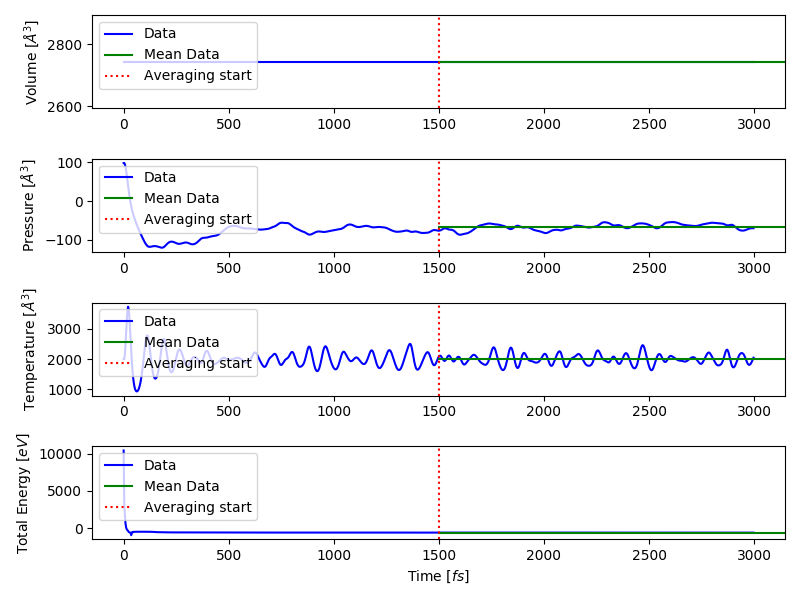 2800
2600
Volume [Å³]
Data
Mean Data
Averaging start
0 500 1000 1500 2000 2500 3000
100
0
−100
Pressure [Å³]
Data
Mean Data
Averaging start
0 500 1000 1500 2000 2500 3000
3000
2000
1000
Temperature [Å³]
Data
Mean Data
Averaging start
0 500 1000 1500 2000 2500 3000
10000
5000
0
Total Energy [eV]
Data
Mean Data
Averaging start
0 500 1000 1500 2000 2500 3000
Time [fs]